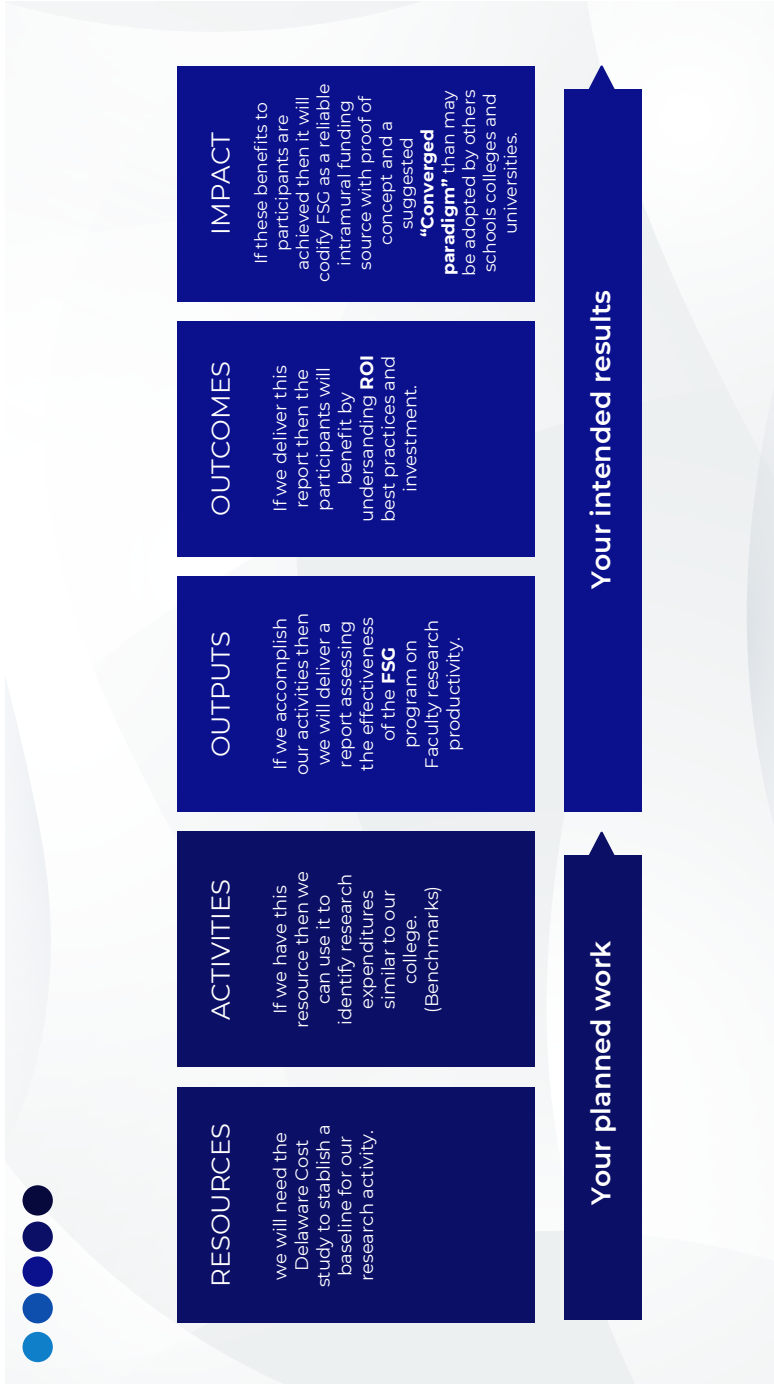 RESOURCES
we will need the
Delaware Cost
study to stablish a
baseline for our
research activity.
ACTIVITIES
If we have this
resource then we
can use it to
identify research
expenditures
similar to our
college.
(Benchmarks)
OUTPUTS
If we accomplish
our activities then
we will deliver a
report assessing
the effectiveness
of the FSG
program on
Faculty research
productivity.
OUTCOMES
If we deliver this
report then the
participants will
benefit by
undersanding ROI
best practices and
investment.
IMPACT
If these benefits to
participants are
achieved then it will
codify FSG as a reliable
intramural funding
source with proof of
concept and a
suggested
“Converged
paradigm” than may
be adopted by others
schools colleges and
universities.
Your planned work
Your intended results